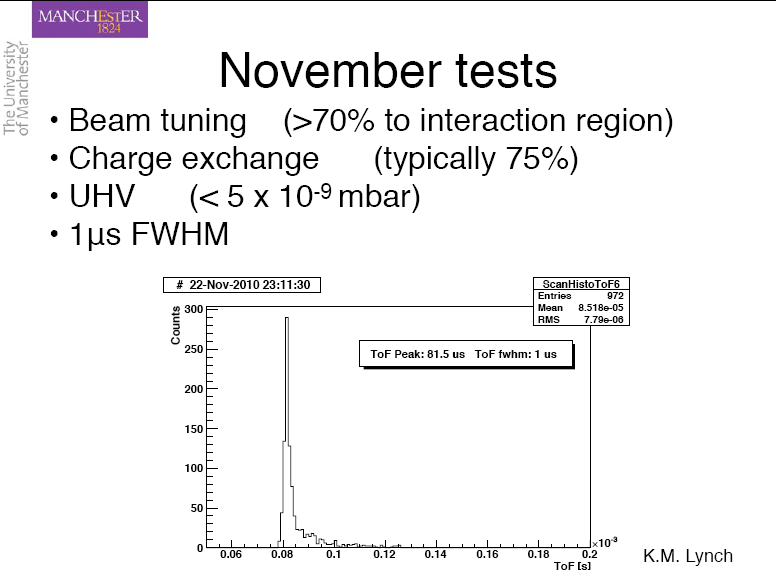 MANCHESTER
1824
The University
of Manchester
November tests
• Beam tuning (>70% to interaction region)
• Charge exchange (typically 75%)
• UHV (< 5 x 10⁻⁹ mbar)
• 1µs FWHM
# 22-Nov-2010 23:11:30
ScanHistoToF6
Entries 972
Mean 8.518e-05
RMS 7.79e-06
Counts
300
250
200
150
100
50
0
ToF Peak: 81.5 us ToF fwhm: 1 us
0.06 0.08 0.1 0.12 0.14 0.16 0.18 0.2
×10⁻³
ToF [s]
K.M. Lynch